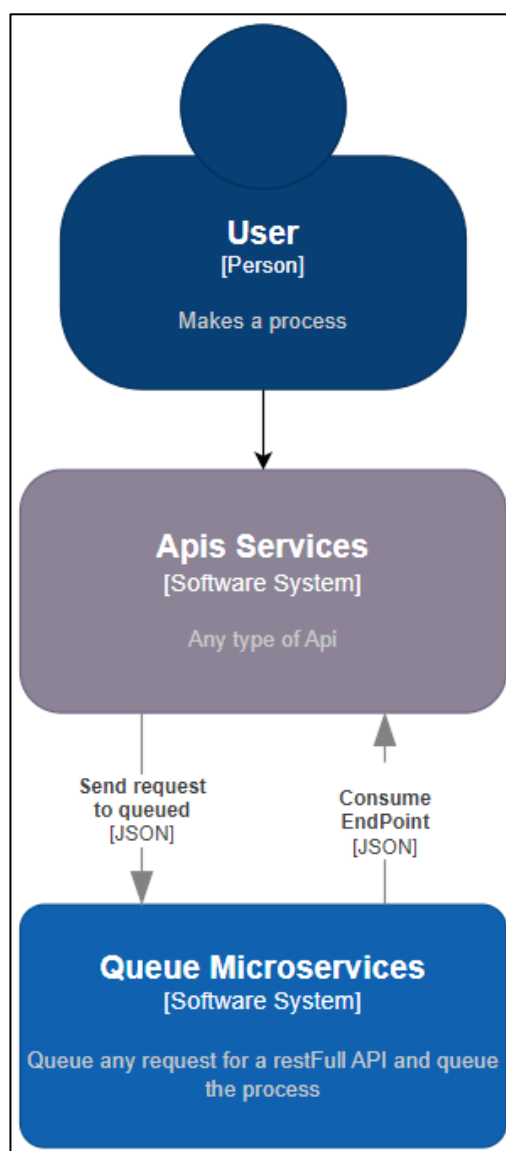 User
[Person]
Makes a process
Apis Services
[Software System]
Any type of Api
Send request
to queued
[JSON]
Consume
EndPoint
[JSON]
Queue Microservices
[Software System]
Queue any request for a restFull API and queue
the process